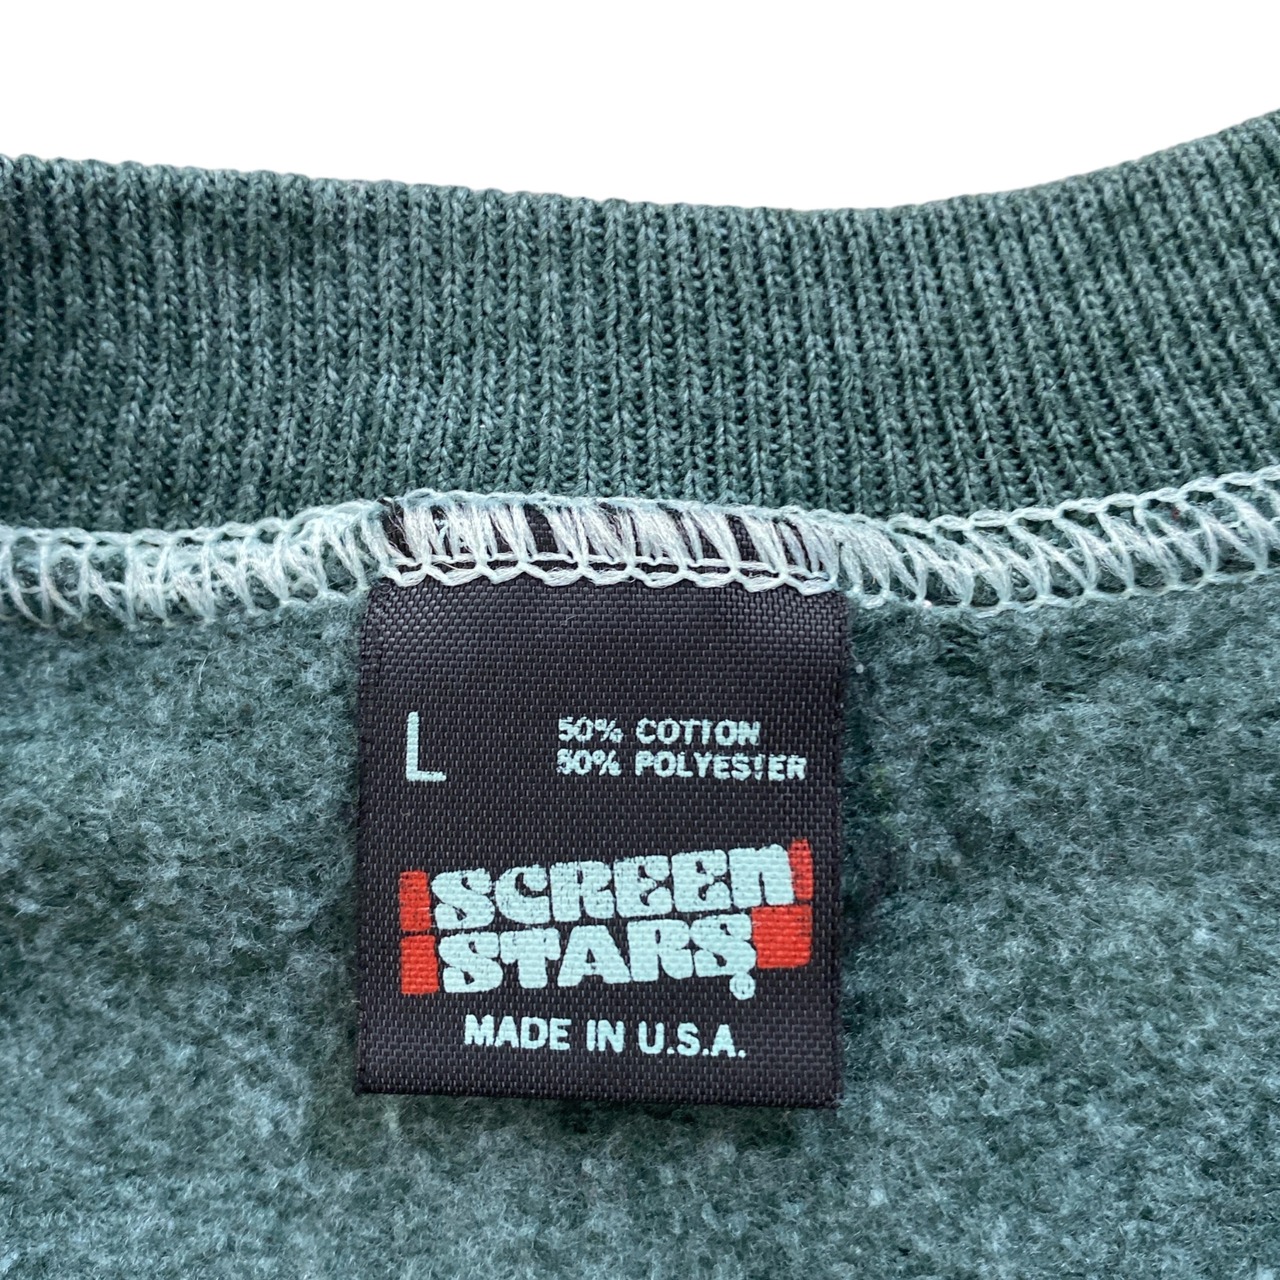 L
50% COTTON
50% POLYESTER
SCREEn
STARS®
MADE IN U.S.A.